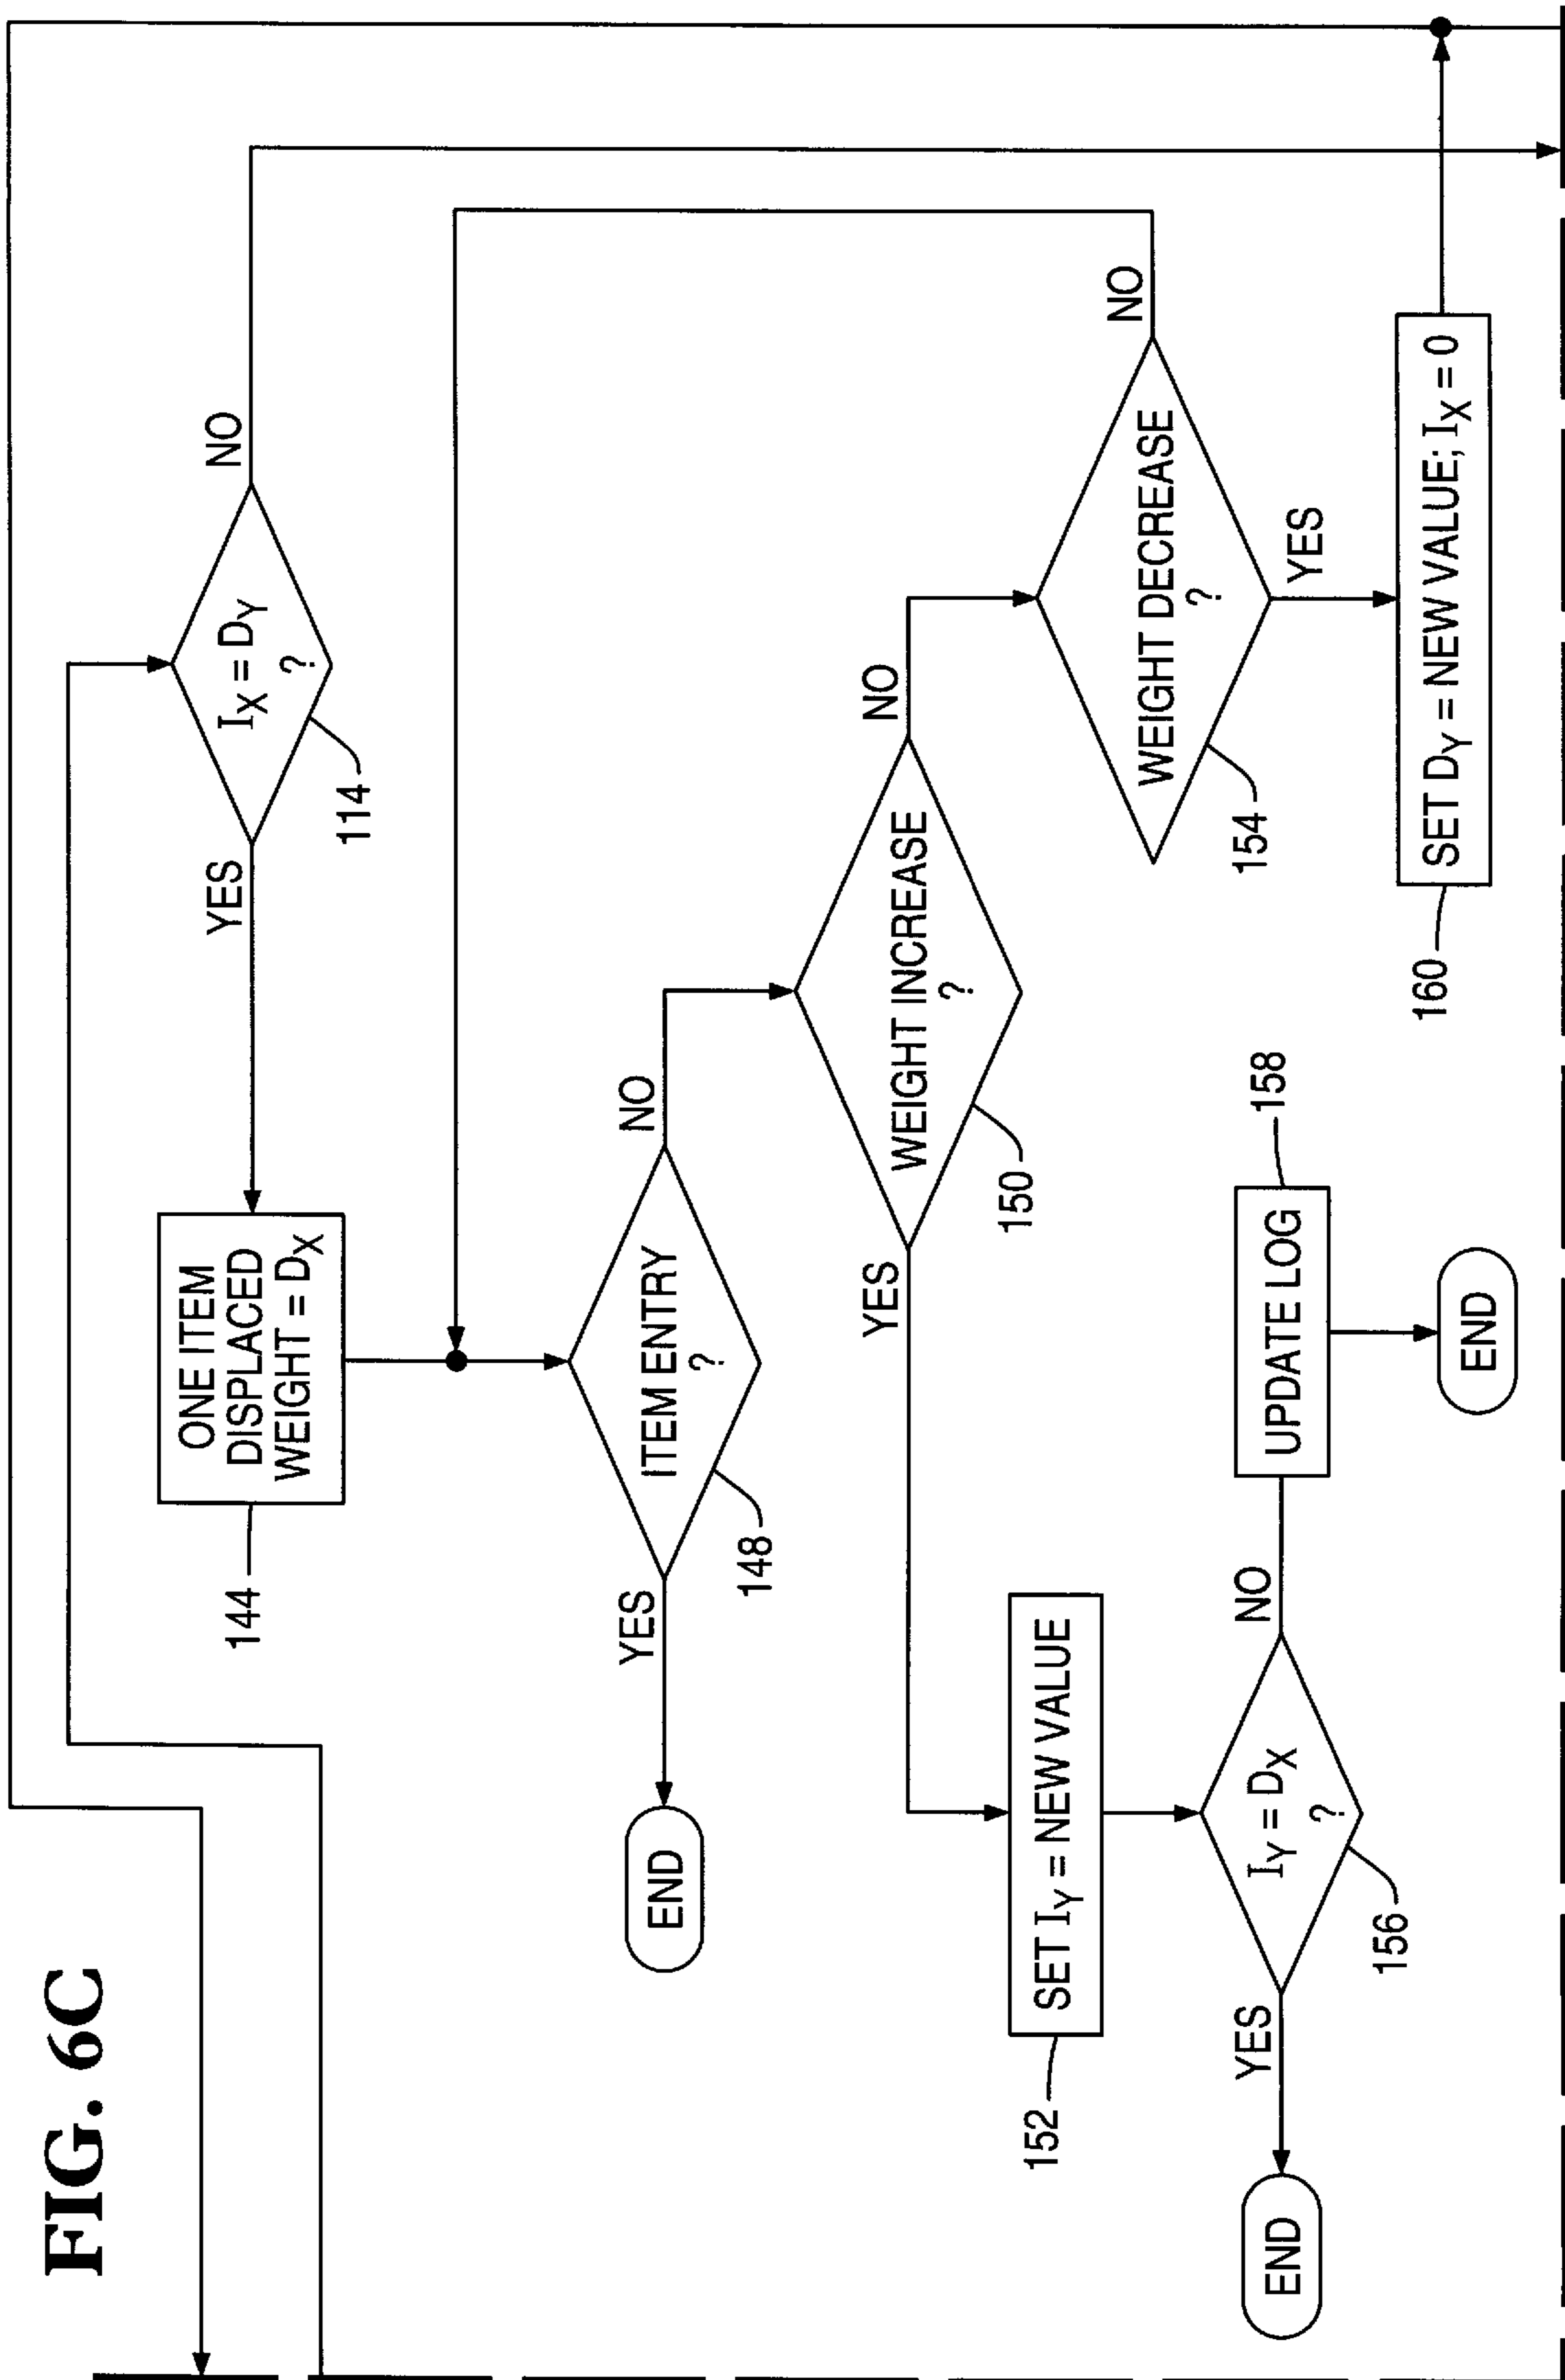 FIG. 6C
IX = DY
?
YES
NO
114
ONE ITEM
DISPLACED
WEIGHT = DX
144
ITEM ENTRY
?
YES
NO
148
END
WEIGHT INCREASE
?
YES
NO
150
WEIGHT DECREASE
?
NO
YES
154
SET IY = NEW VALUE
152
IY = DX
?
YES
NO
156
END
UPDATE LOG
158
END
SET DY = NEW VALUE; IX = 0
160